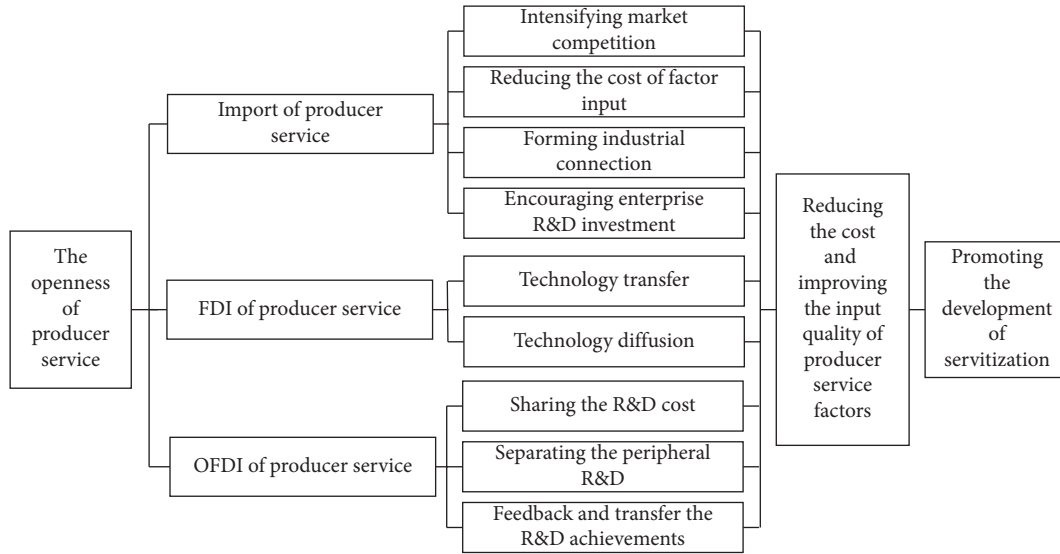 The
openness
of
producer
service
Import of producer
service
FDI of producer service
OFDI of producer service
Intensifying market
competition
Reducing the cost of factor
input
Forming industrial
connection
Encouraging enterprise
R&D investment
Technology transfer
Technology diffusion
Sharing the R&D cost
Separating the peripheral
R&D
Feedback and transfer the
R&D achievements
Reducing
the cost
and
improving
the input
quality of
producer
service
factors
Promoting
the
development
of
servitization